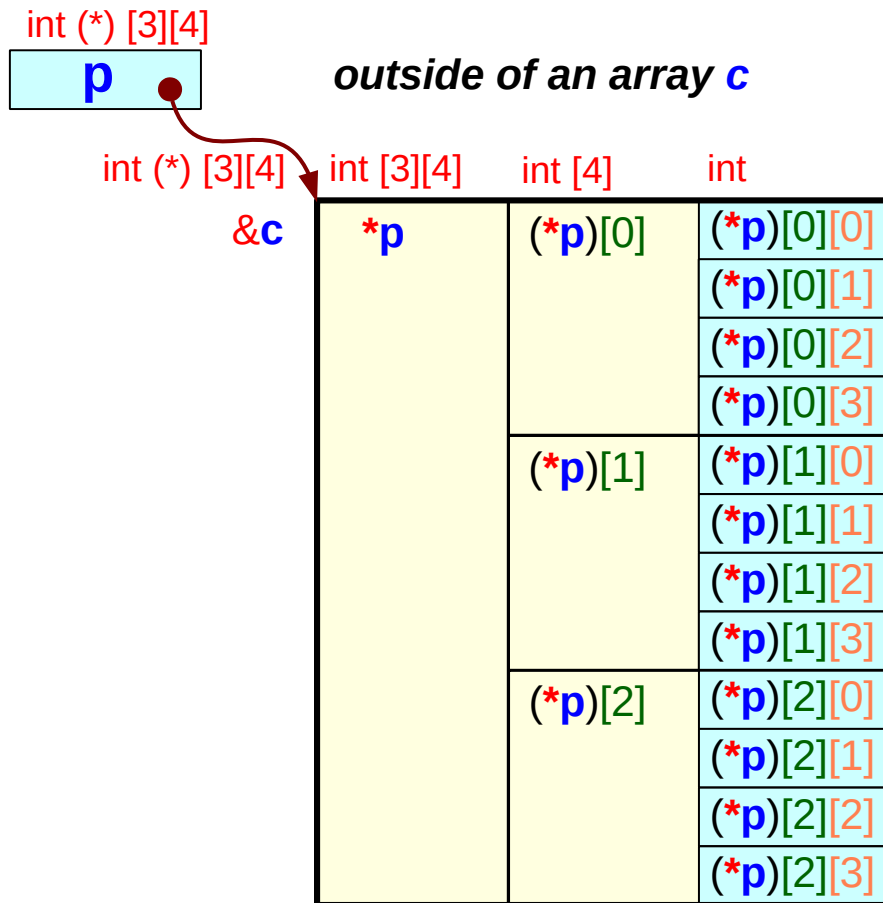 int (*) [3][4]
p
outside of an array c
int (*) [3][4] int [3][4] int [4] int
&c *p (*p)[0] (*p)[0][0]
(*p)[0][1]
(*p)[0][2]
(*p)[0][3]
(*p)[1] (*p)[1][0]
(*p)[1][1]
(*p)[1][2]
(*p)[1][3]
(*p)[2] (*p)[2][0]
(*p)[2][1]
(*p)[2][2]
(*p)[2][3]